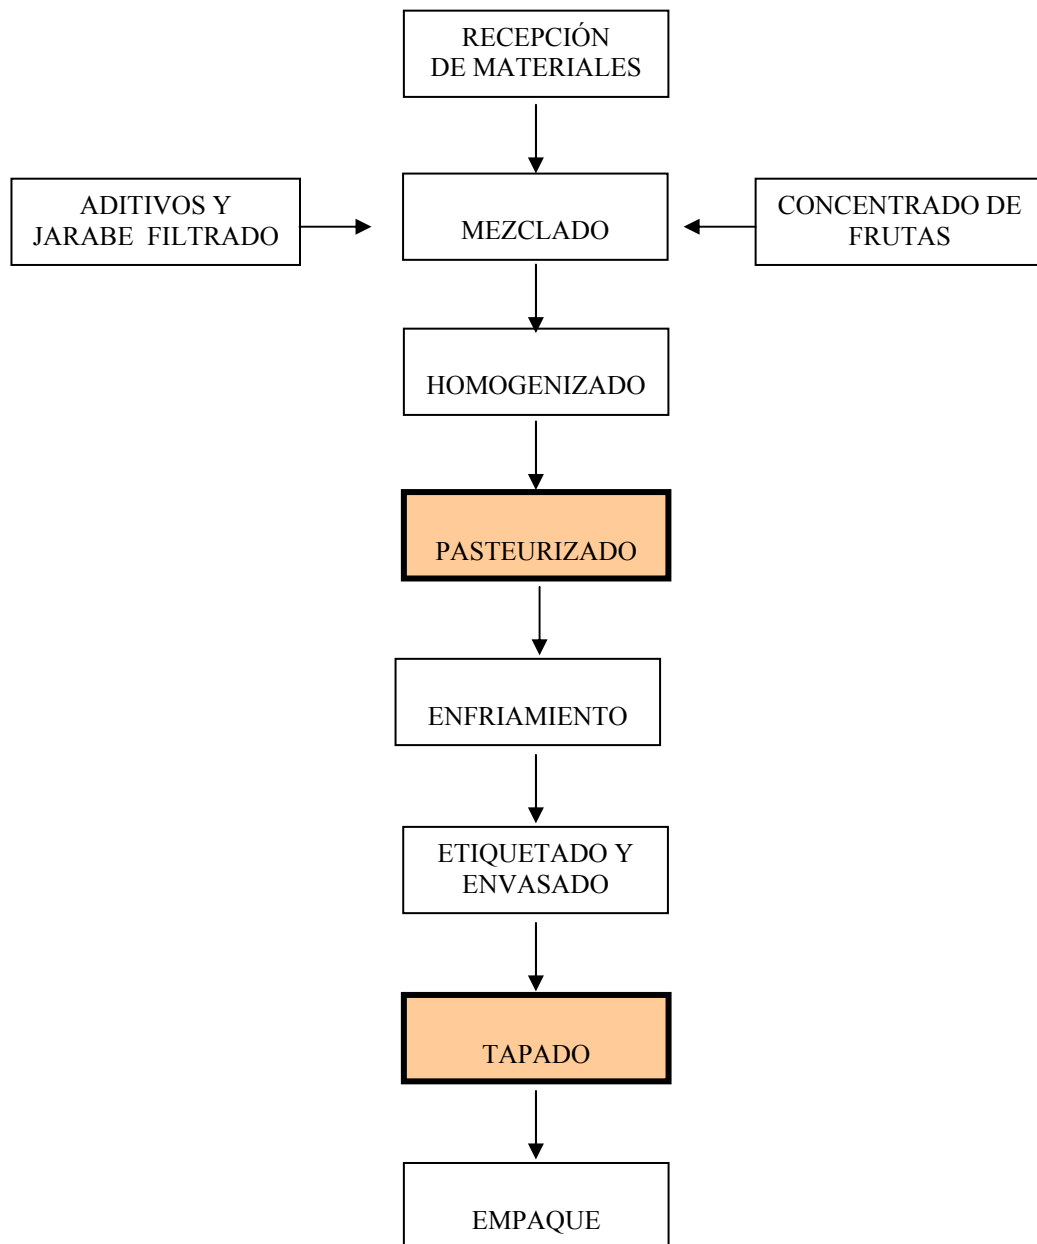 RECEPCIÓN
DE MATERIALES
ADITIVOS Y
JARABE FILTRADO
MEZCLADO
CONCENTRADO DE
FRUTAS
HOMOGENIZADO
PASTEURIZADO
ENFRIAMIENTO
ETIQUETADO Y
ENVASADO
TAPADO
EMPAQUE